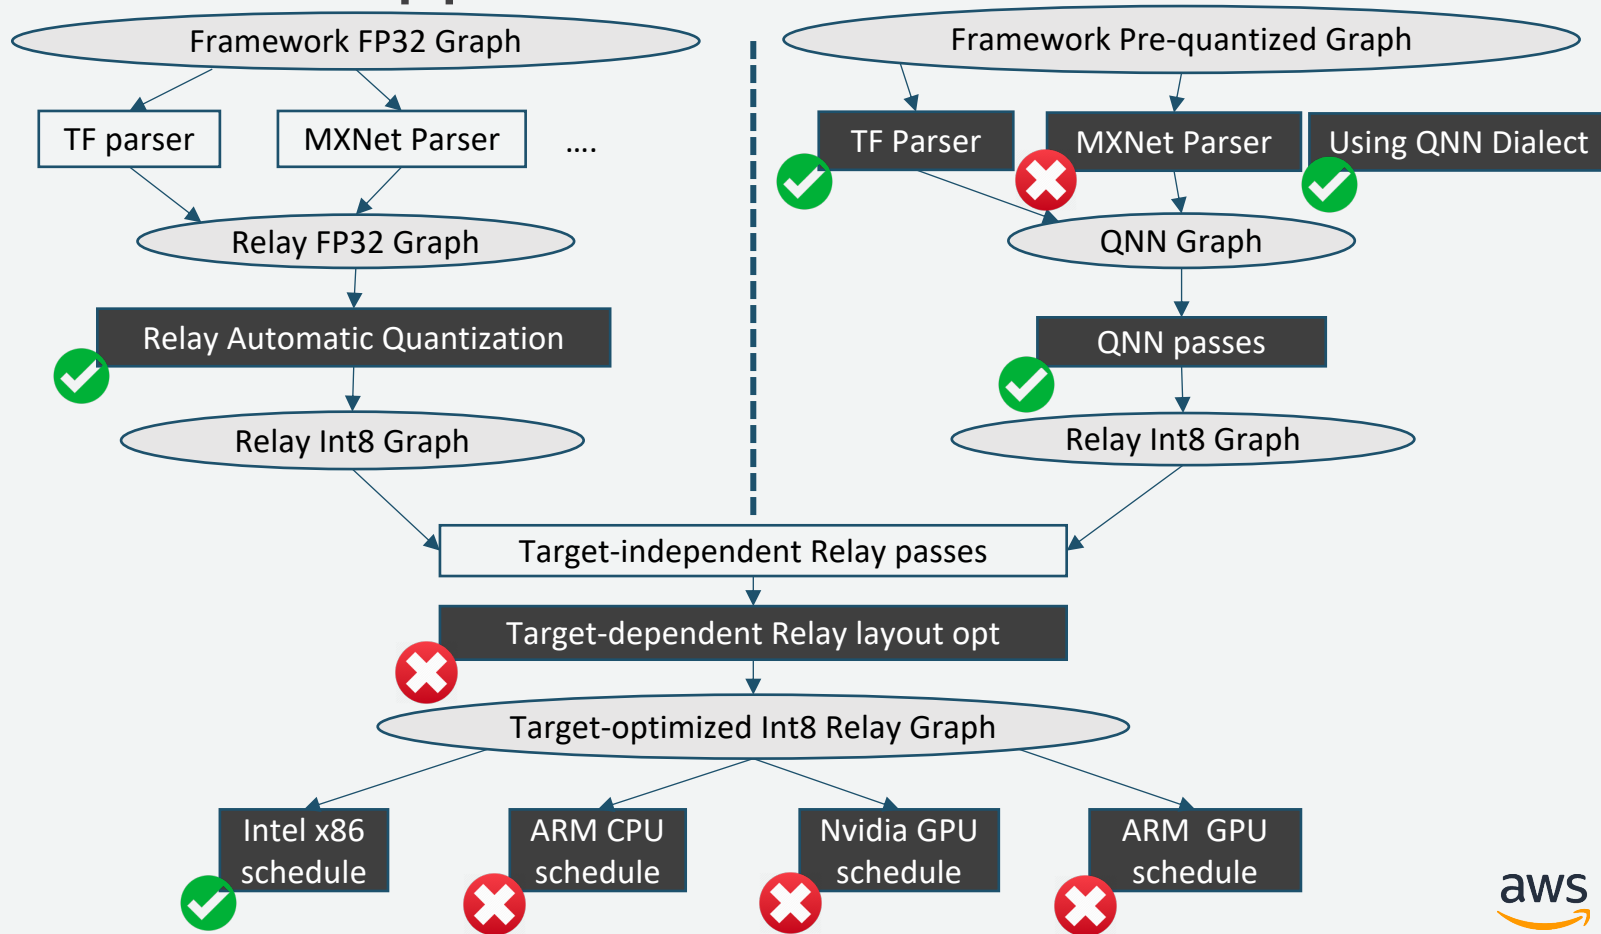 Framework FP32 Graph
Framework Pre-quantized Graph
TF parser
MXNet Parser
....
TF Parser
MXNet Parser
Using QNN Dialect
Relay FP32 Graph
QNN Graph
Relay Automatic Quantization
QNN passes
Relay Int8 Graph
Relay Int8 Graph
Target-independent Relay passes
Target-dependent Relay layout opt
Target-optimized Int8 Relay Graph
Intel x86
schedule
ARM CPU
schedule
Nvidia GPU
schedule
ARM GPU
schedule
aws